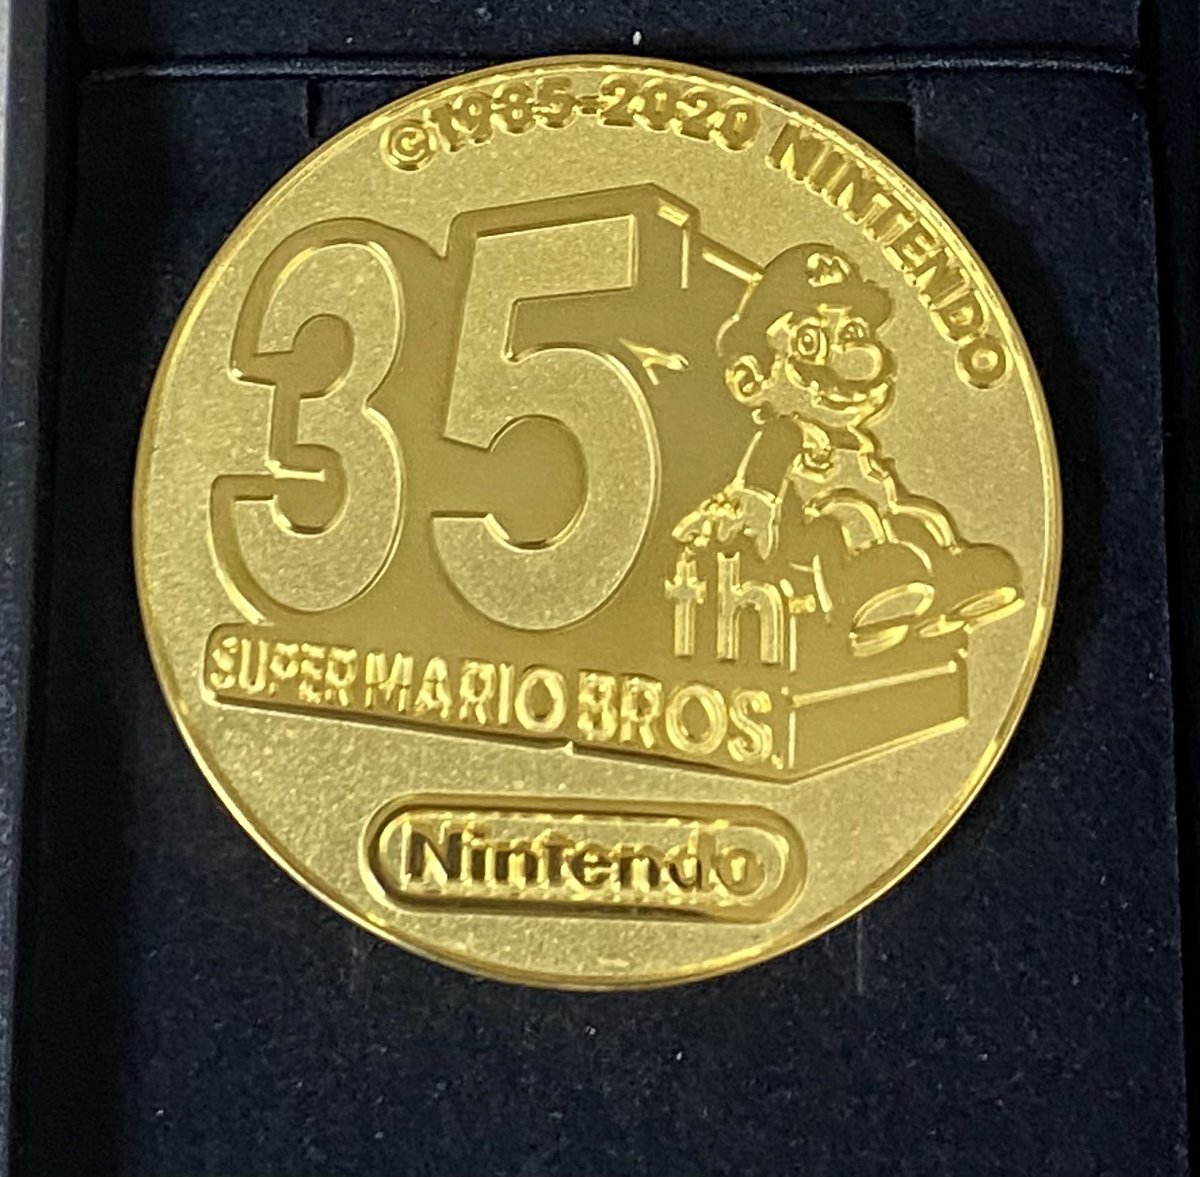 ©1985-2020 NINTENDO
M
35
th
SUPER MARIO BROS.
Nintendo